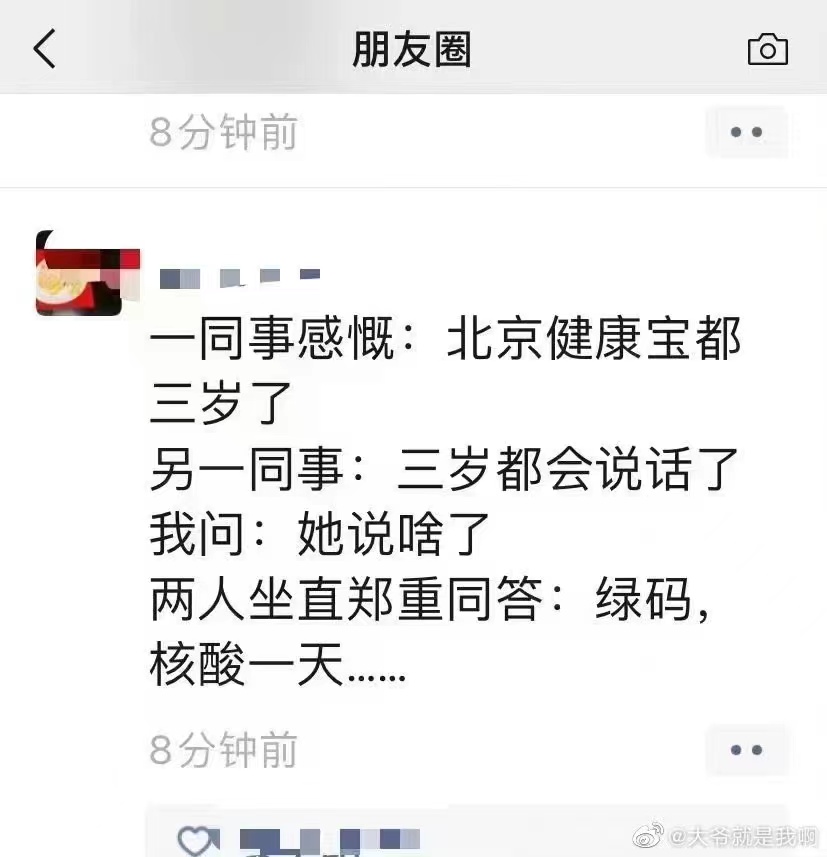 朋友圈
8分钟前
一同事感慨：北京健康宝都
三岁了
另一同事：三岁都会说话了
我问：她说啥了
两人坐直郑重同答：绿码，
核酸一天……
8分钟前
@大爷就是我啊